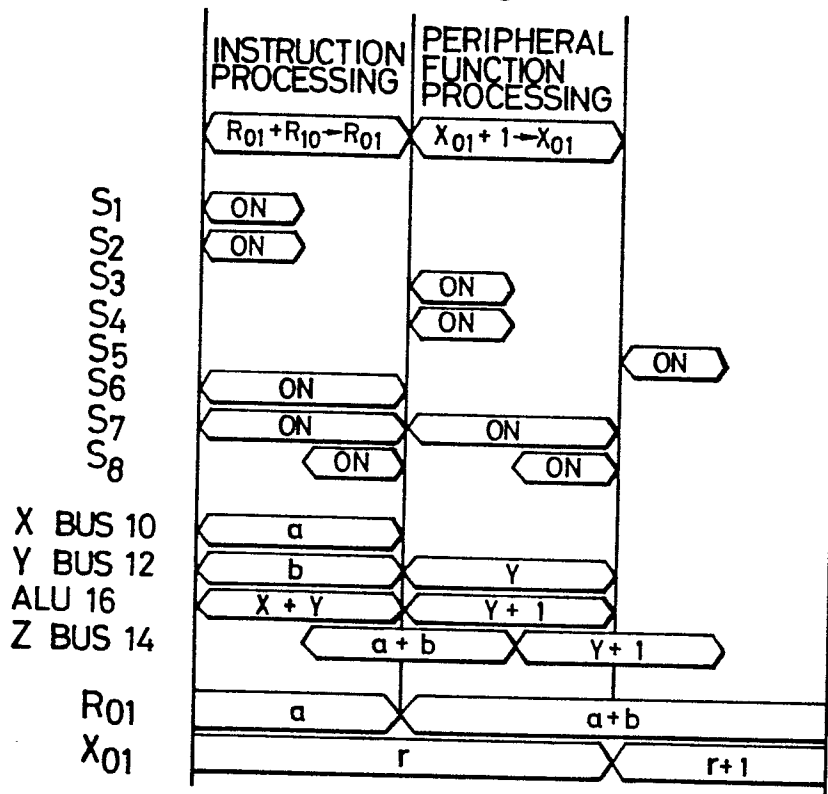 INSTRUCTION PROCESSING
PERIPHERAL FUNCTION PROCESSING
R01+R10→R01
X01+1→X01
S1 ON
S2 ON
S3 ON
S4 ON
S5 ON
S6 ON
S7 ON ON
S8 ON ON
X BUS 10 a
Y BUS 12 b Y
ALU 16 X + Y Y + 1
Z BUS 14 a + b Y + 1
R01 a a+b
X01 r r+1